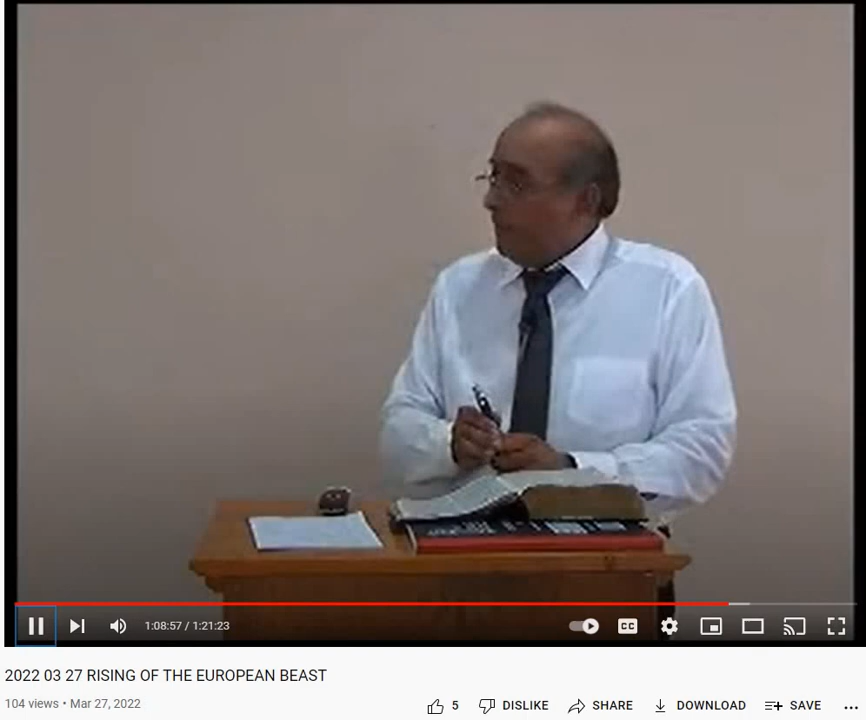 CC
1:08:57 / 1:21:23
2022 03 27 RISING OF THE EUROPEAN BEAST
104 views • Mar 27, 2022 5 DISLIKE SHARE DOWNLOAD SAVE